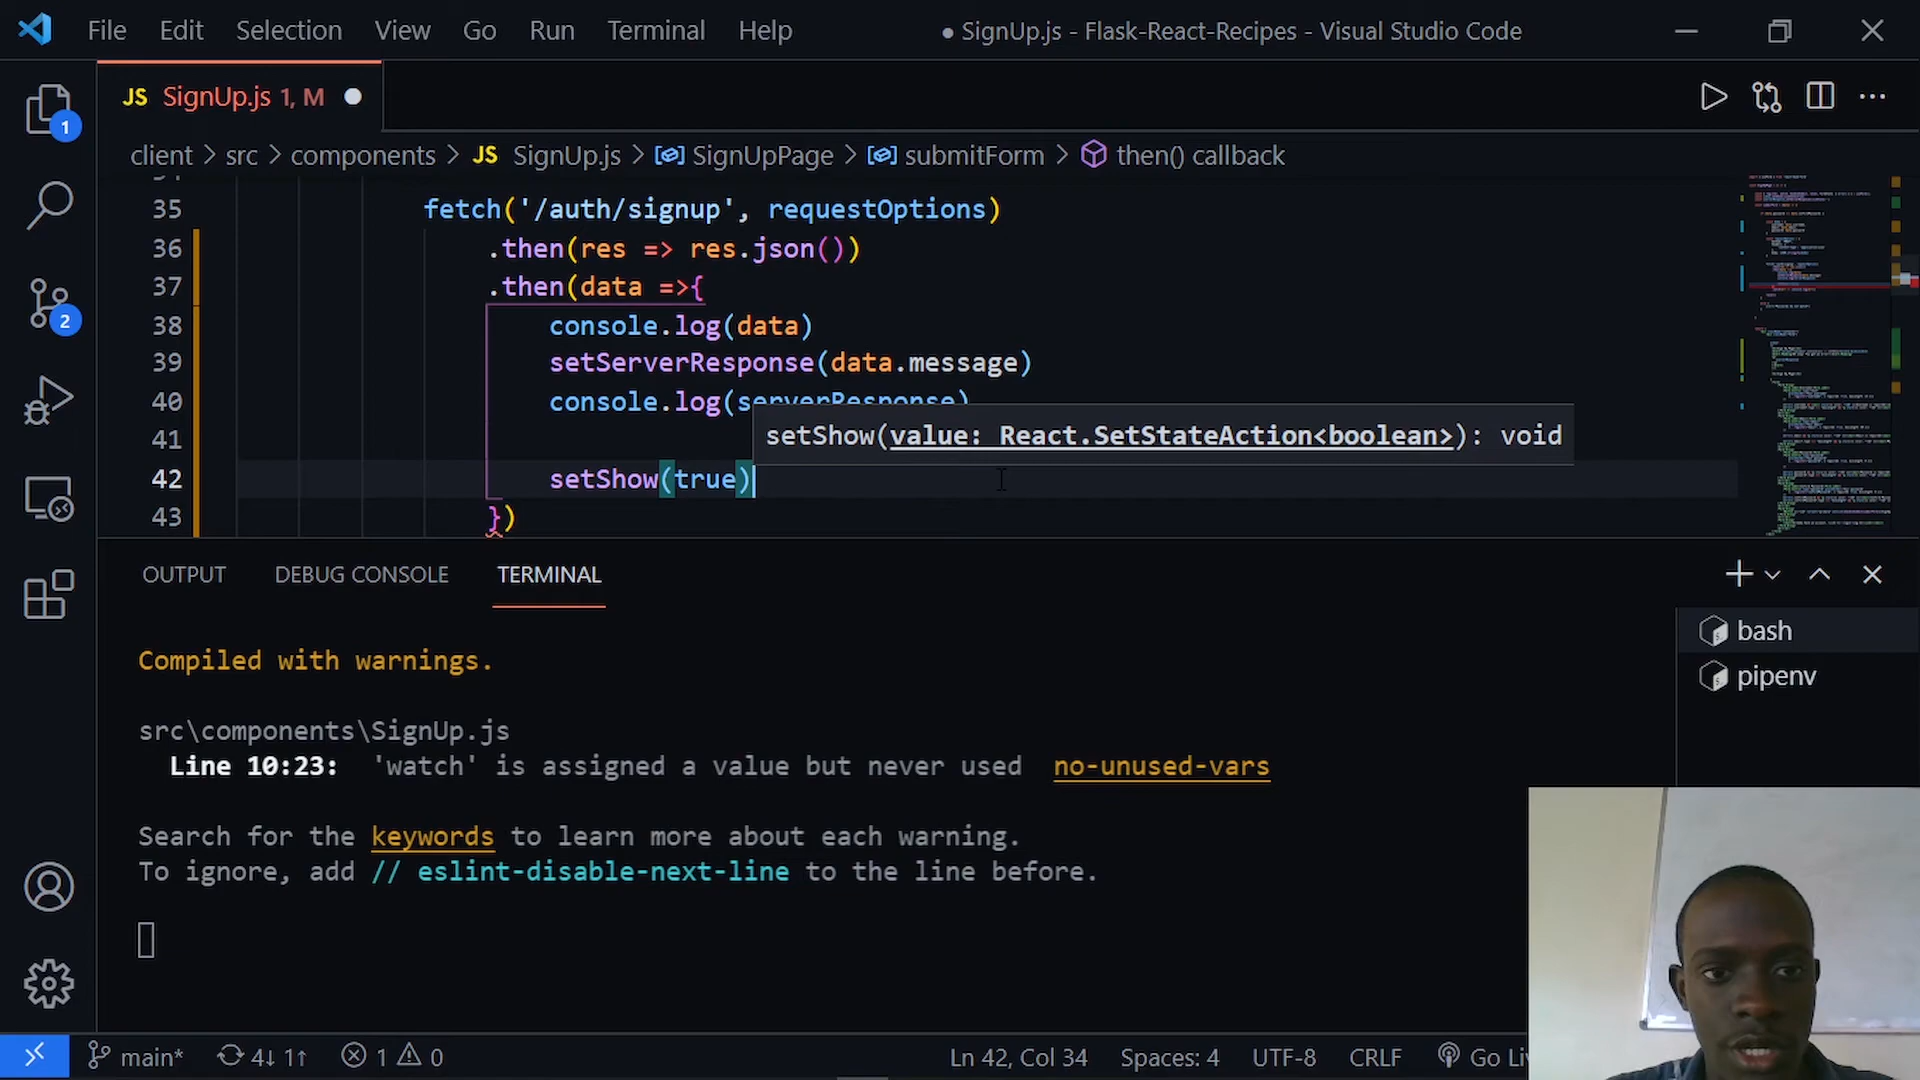 File Edit Selection View Go Run Terminal Help ● SignUp.js - Flask-React-Recipes - Visual Studio Code
JS SignUp.js 1, M
client > src > components > JS SignUp.js > SignUpPage > submitForm > then() callback
35 fetch('/auth/signup', requestOptions)
36 .then(res => res.json())
37 .then(data =>{
38 console.log(data)
39 setServerResponse(data.message)
40 console.log(serverResponse)
41 setShow(value: React.SetStateAction<boolean>): void
42 setShow(true)
43 })
OUTPUT DEBUG CONSOLE TERMINAL
bash
pipenv
Compiled with warnings.
src\components\SignUp.js
Line 10:23: 'watch' is assigned a value but never used no-unused-vars
Search for the keywords to learn more about each warning.
To ignore, add // eslint-disable-next-line to the line before.
1
2
main* 4↓ 1↑ 1 0 Ln 42, Col 34 Spaces: 4 UTF-8 CRLF Go